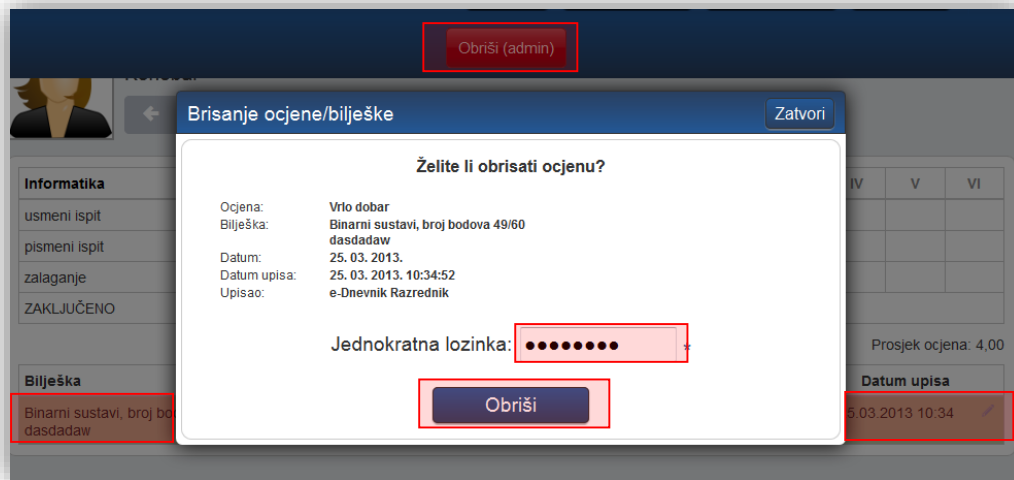 Obriši (admin)
Brisanje ocjene/bilješke
Zatvori
Želite li obrisati ocjenu?
Ocjena: Vrlo dobar
Bilješka: Binarni sustavi, broj bodova 49/60
dasdadaw
Datum: 25. 03. 2013.
Datum upisa: 25. 03. 2013. 10:34:52
Upisao: e-Dnevnik Razrednik
Jednokratna lozinka: ●●●●●●●● *
Obriši
Informatika IV V VI
usmeni ispit
pismeni ispit
zalaganje
ZAKLJUČENO
Prosjek ocjena: 4,00
Bilješka Datum upisa
Binarni sustavi, broj 5.03.2013 10:34
dasdadaw